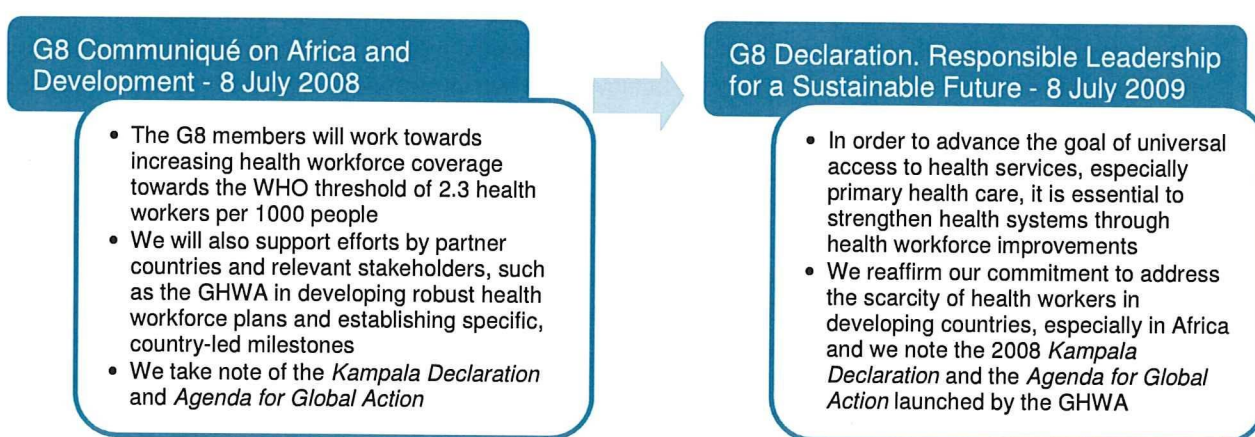 G8 Communiqué on Africa and
Development - 8 July 2008
• The G8 members will work towards
increasing health workforce coverage
towards the WHO threshold of 2.3 health
workers per 1000 people
• We will also support efforts by partner
countries and relevant stakeholders, such
as the GHWA in developing robust health
workforce plans and establishing specific,
country-led milestones
• We take note of the Kampala Declaration
and Agenda for Global Action
G8 Declaration. Responsible Leadership
for a Sustainable Future - 8 July 2009
• In order to advance the goal of universal
access to health services, especially
primary health care, it is essential to
strengthen health systems through
health workforce improvements
• We reaffirm our commitment to address
the scarcity of health workers in
developing countries, especially in Africa
and we note the 2008 Kampala
Declaration and the Agenda for Global
Action launched by the GHWA